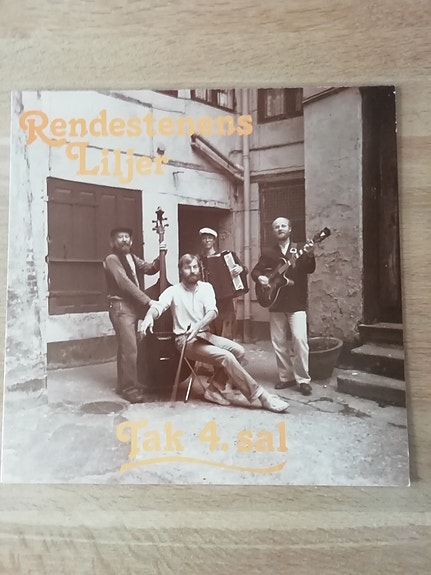 Rendestenens
Liljer
Tak 4. sal